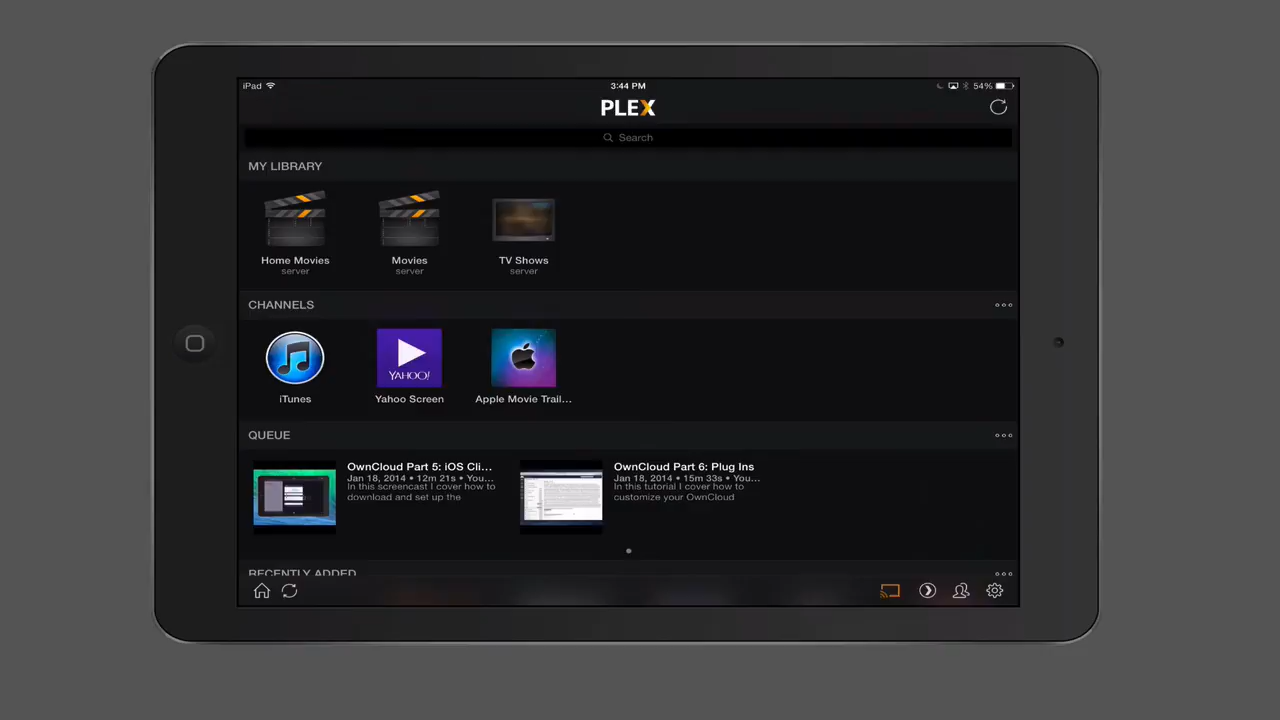 iPad 3:44 PM 54%
PLEX
Search
MY LIBRARY
Home Movies Movies TV Shows
server server server
CHANNELS
YAHOO!
iTunes Yahoo Screen Apple Movie Trail...
QUEUE
OwnCloud Part 5: iOS Cli...
Jan 18, 2014 • 12m 21s • You...
In this screencast I cover how to
download and set up the
OwnCloud Part 6: Plug Ins
Jan 18, 2014 • 15m 33s • You...
In this tutorial I cover how to
customize your OwnCloud
RECENTLY ADDED